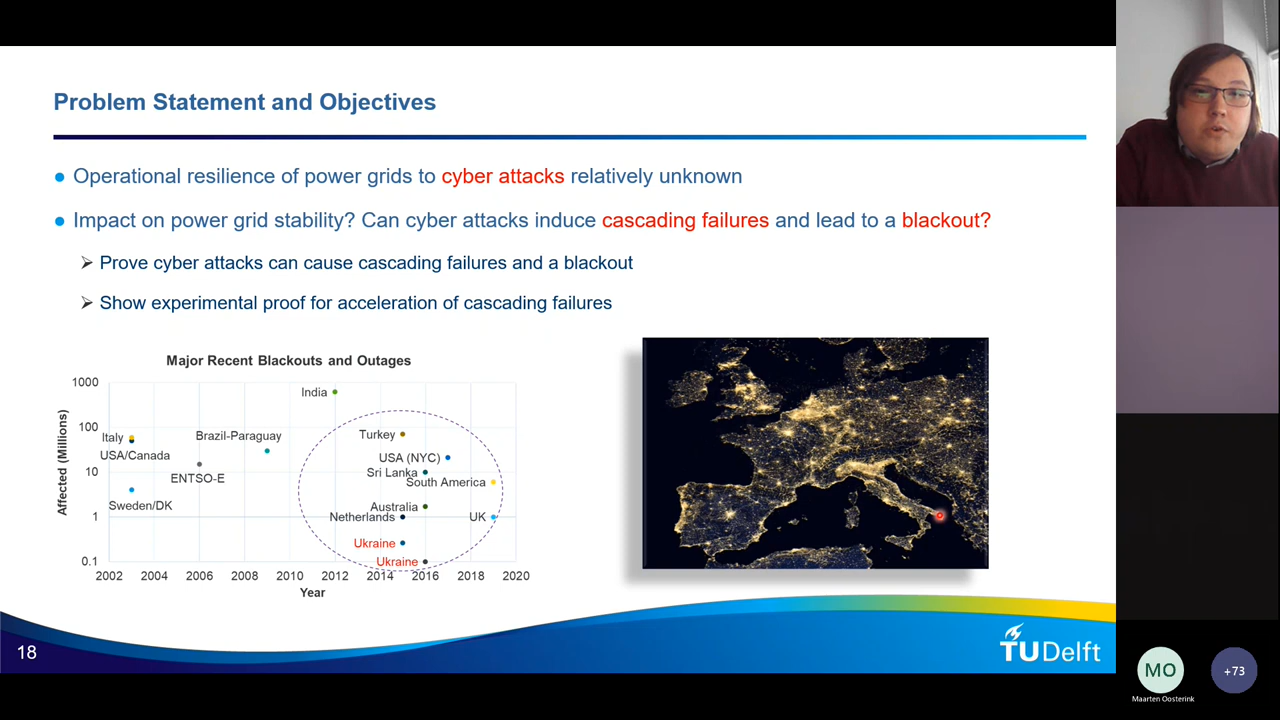 Problem Statement and Objectives
Operational resilience of power grids to cyber attacks relatively unknown
Impact on power grid stability? Can cyber attacks induce cascading failures and lead to a blackout?
Prove cyber attacks can cause cascading failures and a blackout
Show experimental proof for acceleration of cascading failures
Major Recent Blackouts and Outages
Affected (Millions)
1000
100
10
1
0.1
India
Italy
USA/Canada
Brazil-Paraguay
ENTSO-E
Sweden/DK
Turkey
USA (NYC)
Sri Lanka
South America
Australia
Netherlands
UK
Ukraine
Ukraine
2002 2004 2006 2008 2010 2012 2014 2016 2018 2020
Year
18
TUDelft
MO
Maarten Oosterink
+73